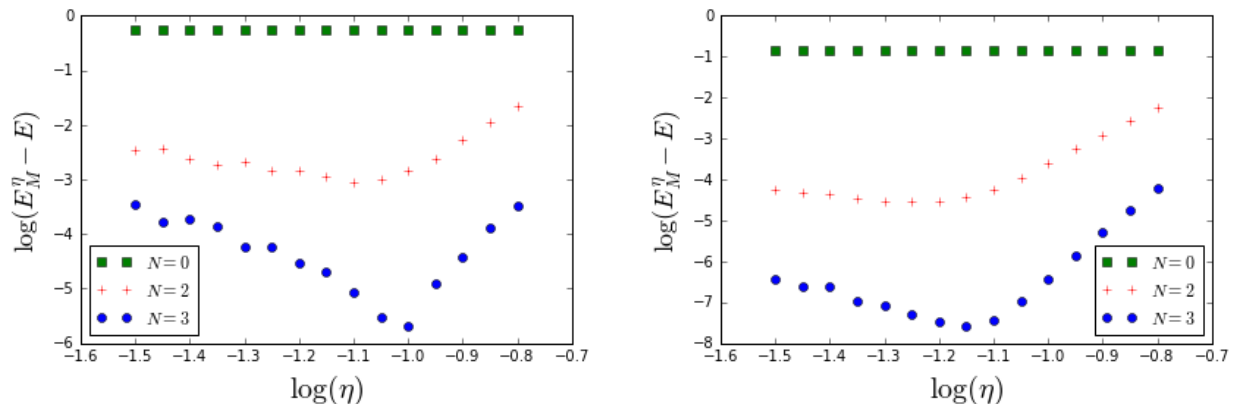 0
−1
−2
−3
−4
−5
−6
log(E_M^η − E)
N = 0
N = 2
N = 3
−1.6 −1.5 −1.4 −1.3 −1.2 −1.1 −1.0 −0.9 −0.8 −0.7
log(η)
0
−1
−2
−3
−4
−5
−6
−7
−8
log(E_M^η − E)
N = 0
N = 2
N = 3
−1.6 −1.5 −1.4 −1.3 −1.2 −1.1 −1.0 −0.9 −0.8 −0.7
log(η)